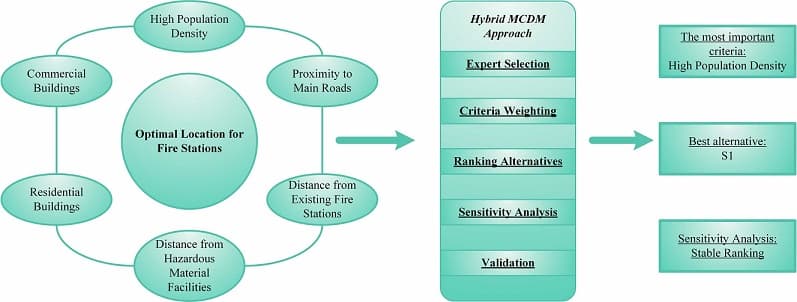 High Population
Density
Commercial
Buildings
Proximity to
Main Roads
Optimal Location for
Fire Stations
Residential
Buildings
Distance from
Existing Fire
Stations
Distance from
Hazardous
Material
Facilities
Hybrid MCDM
Approach
Expert Selection
Criteria Weighting
Ranking Alternatives
Sensitivity Analysis
Validation
The most important
criteria:
High Population Density
Best alternative:
S1
Sensitivity Analysis:
Stable Ranking